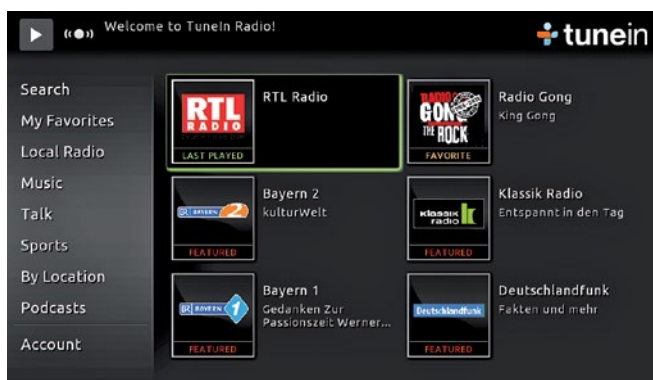 Welcome to TuneIn Radio!
tunein
Search
My Favorites
Local Radio
Music
Talk
Sports
By Location
Podcasts
Account
RTL
RADIO
LAST PLAYED
RTL Radio
RADIO
GONG
THE ROCK
FAVORITE
Radio Gong
King Gong
BR BAYERN 2
FEATURED
Bayern 2
kulturWelt
Klassik
radio
FEATURED
Klassik Radio
Entspannt in den Tag
BR BAYERN 1
FEATURED
Bayern 1
Gedanken Zur
Passionszeit Werner...
Deutschlandfunk
FEATURED
Deutschlandfunk
Fakten und mehr